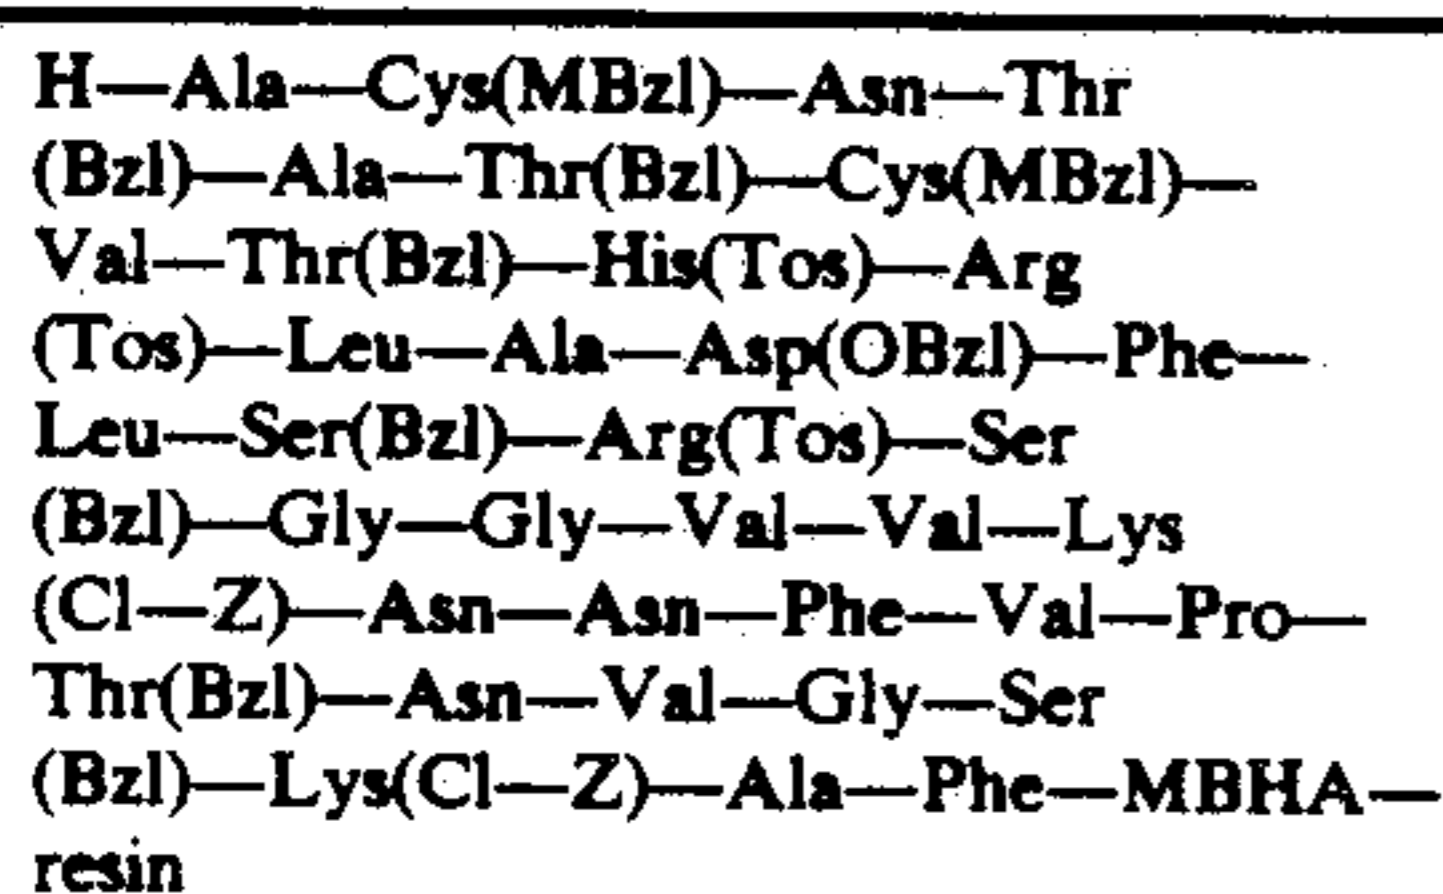 H—Ala—Cys(MBzl)—Asn—Thr
(Bzl)—Ala—Thr(Bzl)—Cys(MBzl)—
Val—Thr(Bzl)—His(Tos)—Arg
(Tos)—Leu—Ala—Asp(OBzl)—Phe—
Leu—Ser(Bzl)—Arg(Tos)—Ser
(Bzl)—Gly—Gly—Val—Val—Lys
(Cl—Z)—Asn—Asn—Phe—Val—Pro—
Thr(Bzl)—Asn—Val—Gly—Ser
(Bzl)—Lys(Cl—Z)—Ala—Phe—MBHA—
resin